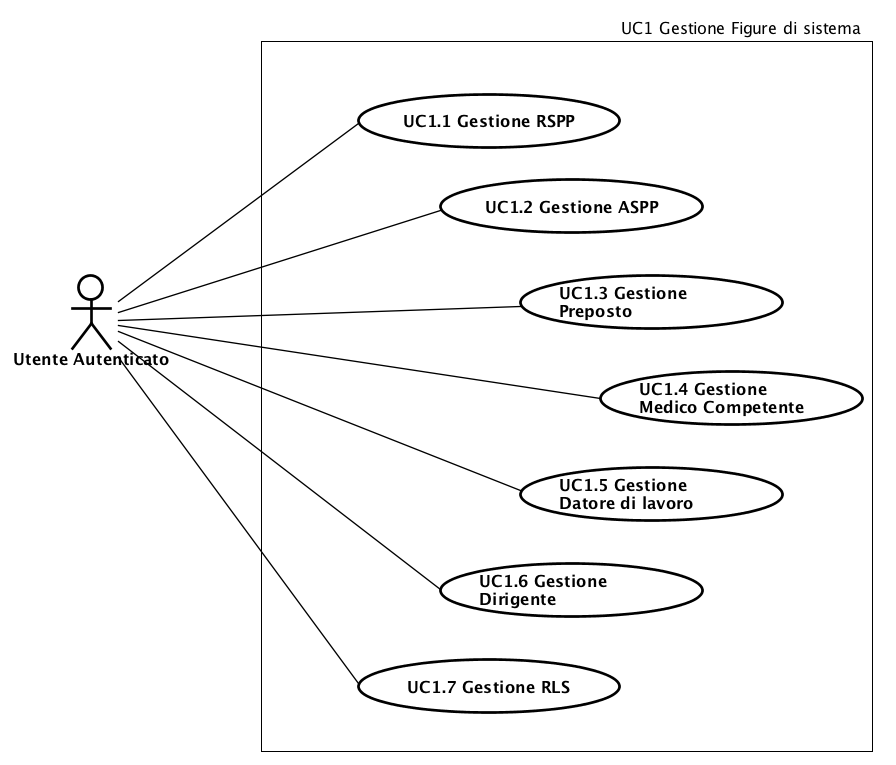 UC1 Gestione Figure di sistema
UC1.1 Gestione RSPP
UC1.2 Gestione ASPP
UC1.3 Gestione
Preposto
Utente Autenticato
UC1.4 Gestione
Medico Competente
UC1.5 Gestione
Datore di lavoro
UC1.6 Gestione
Dirigente
UC1.7 Gestione RLS